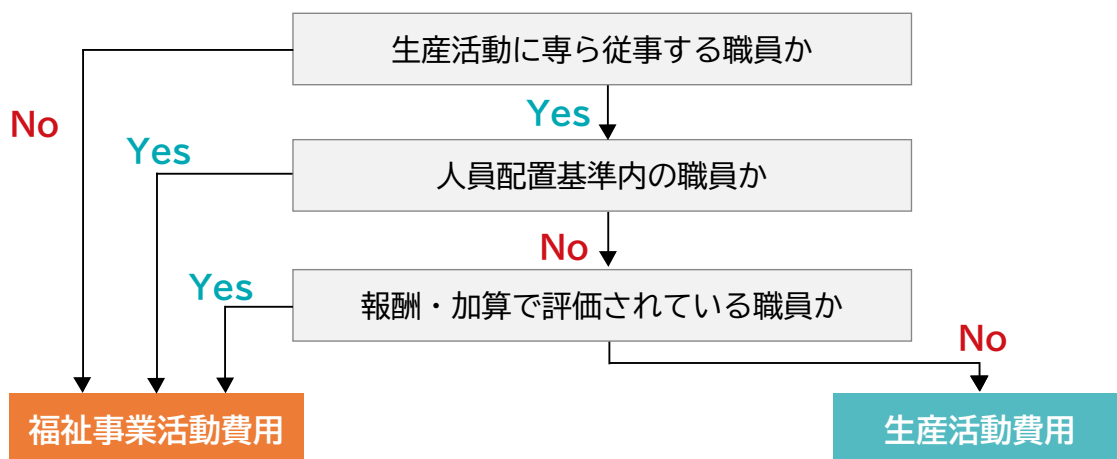 生産活動に専ら従事する職員か
No
Yes
Yes
人員配置基準内の職員か
No
Yes
報酬・加算で評価されている職員か
No
福祉事業活動費用
生産活動費用